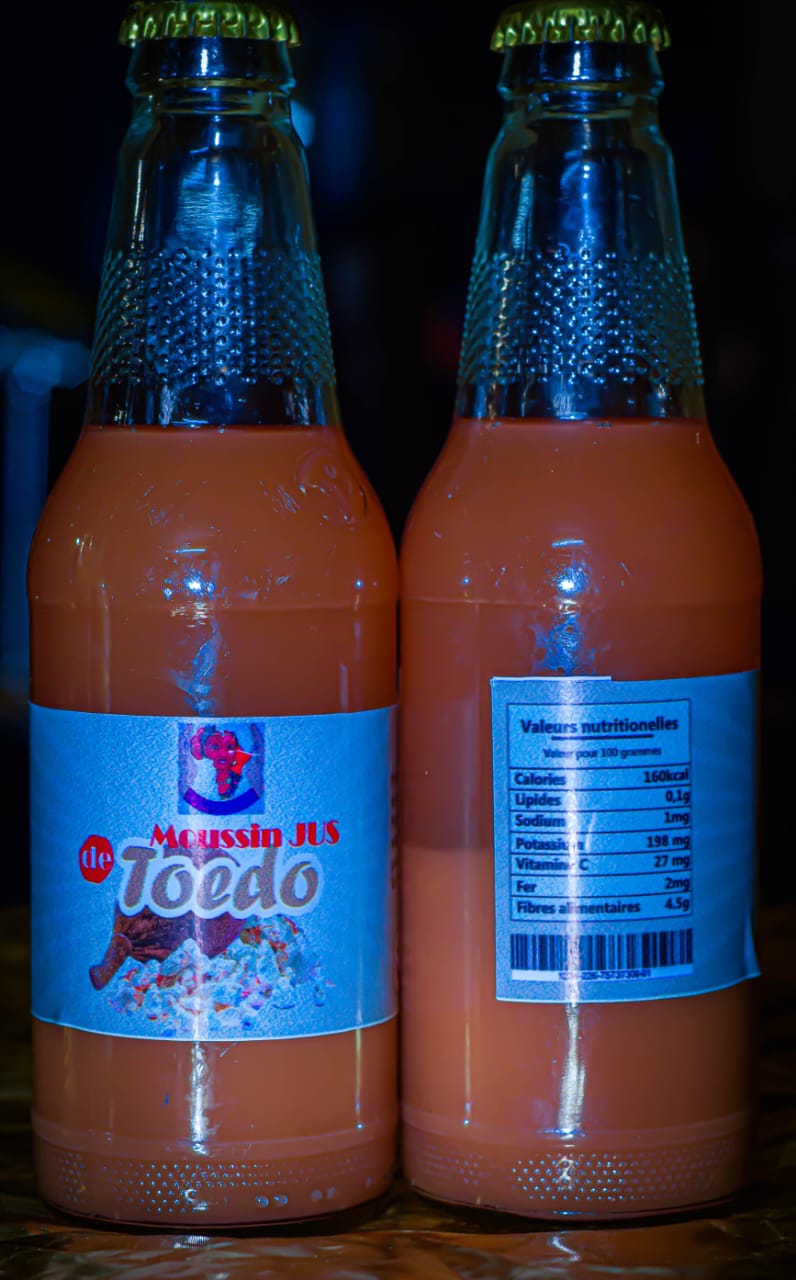 Moussin JUS
de Toedo
Valeurs nutritionelles
Valeur pour 100 grammes
Calories 160kcal
Lipides 0,1g
Sodium 1mg
Potassium 198 mg
Vitamine C 27 mg
Fer 2mg
Fibres alimentaires 4.5g